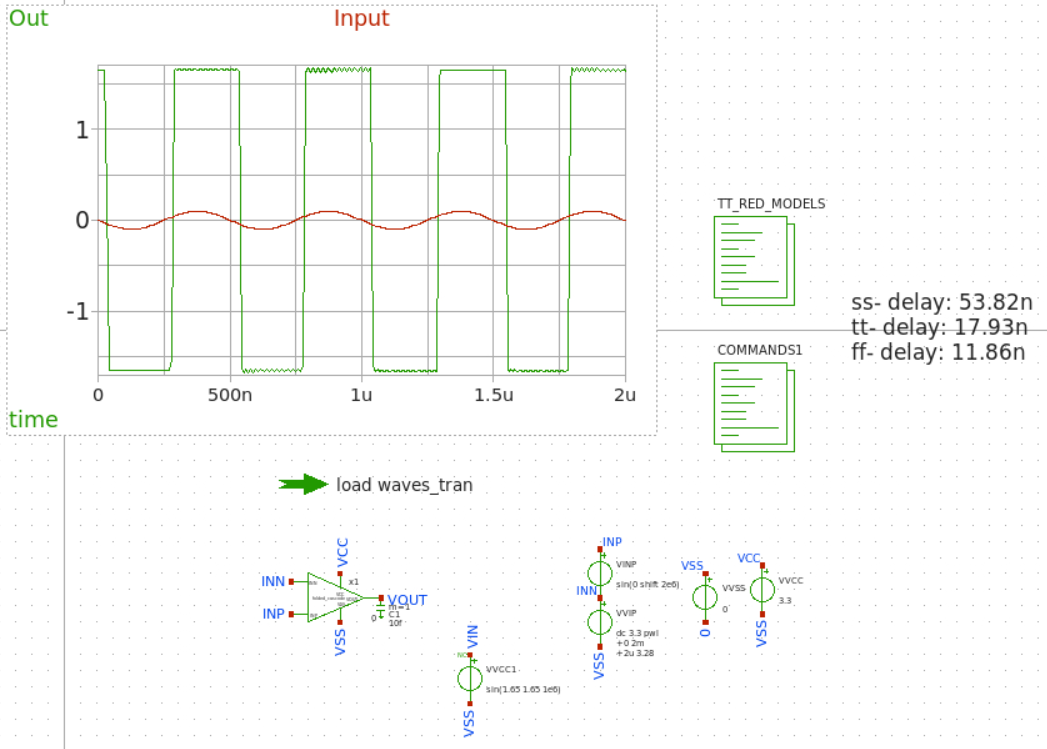 Out
Input
1
0
-1
0
500n
1u
1.5u
2u
time
TT_RED_MODELS
ss- delay: 53.82n
tt- delay: 17.93n
ff- delay: 11.86n
COMMANDS1
load waves_tran
VCC
INN
INP
x1
VOUT
m=1
C1
10f
0
VSS
VIN
VVCC1
sin(1.65 1.65 1e6)
VSS
INP
VINP
sin(0 shift 2e6)
INN
VVIP
dc 3.3 pwl
+0 2m
+2u 3.28
VSS
VSS
VVSS
0
0
VCC
VVCC
3.3
VSS